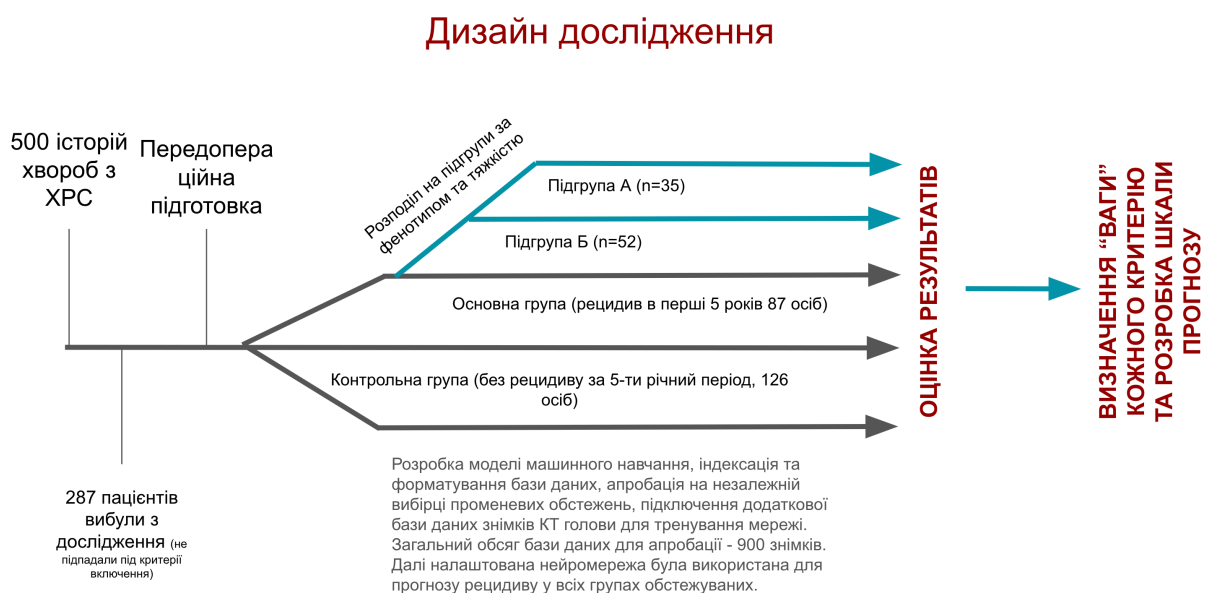 Дизайн дослідження
500 історій
хвороб з
ХРС
Передопера
ційна
підготовка
287 пацієнтів
вибули з
дослідження (не
підпадали під критерії
включення)
Розподіл на підгрупи за
фенотипом та тяжкістю
Підгрупа А (n=35)
Підгрупа Б (n=52)
Основна група (рецидив в перші 5 років 87 осіб)
Контрольна група (без рецидиву за 5-ти річний період, 126
осіб)
Розробка моделі машинного навчання, індексація та
форматування бази даних, апробація на незалежній
вибірці променевих обстежень, підключення додаткової
бази даних знімків КТ голови для тренування мережі.
Загальний обсяг бази даних для апробації - 900 знімків.
Далі налаштована нейромережа була використана для
прогнозу рецидиву у всіх групах обстежуваних.
ОЦІНКА РЕЗУЛЬТАТІВ
ВИЗНАЧЕННЯ “ВАГИ”
КОЖНОГО КРИТЕРІЮ
ТА РОЗРОБКА ШКАЛИ
ПРОГНОЗУ